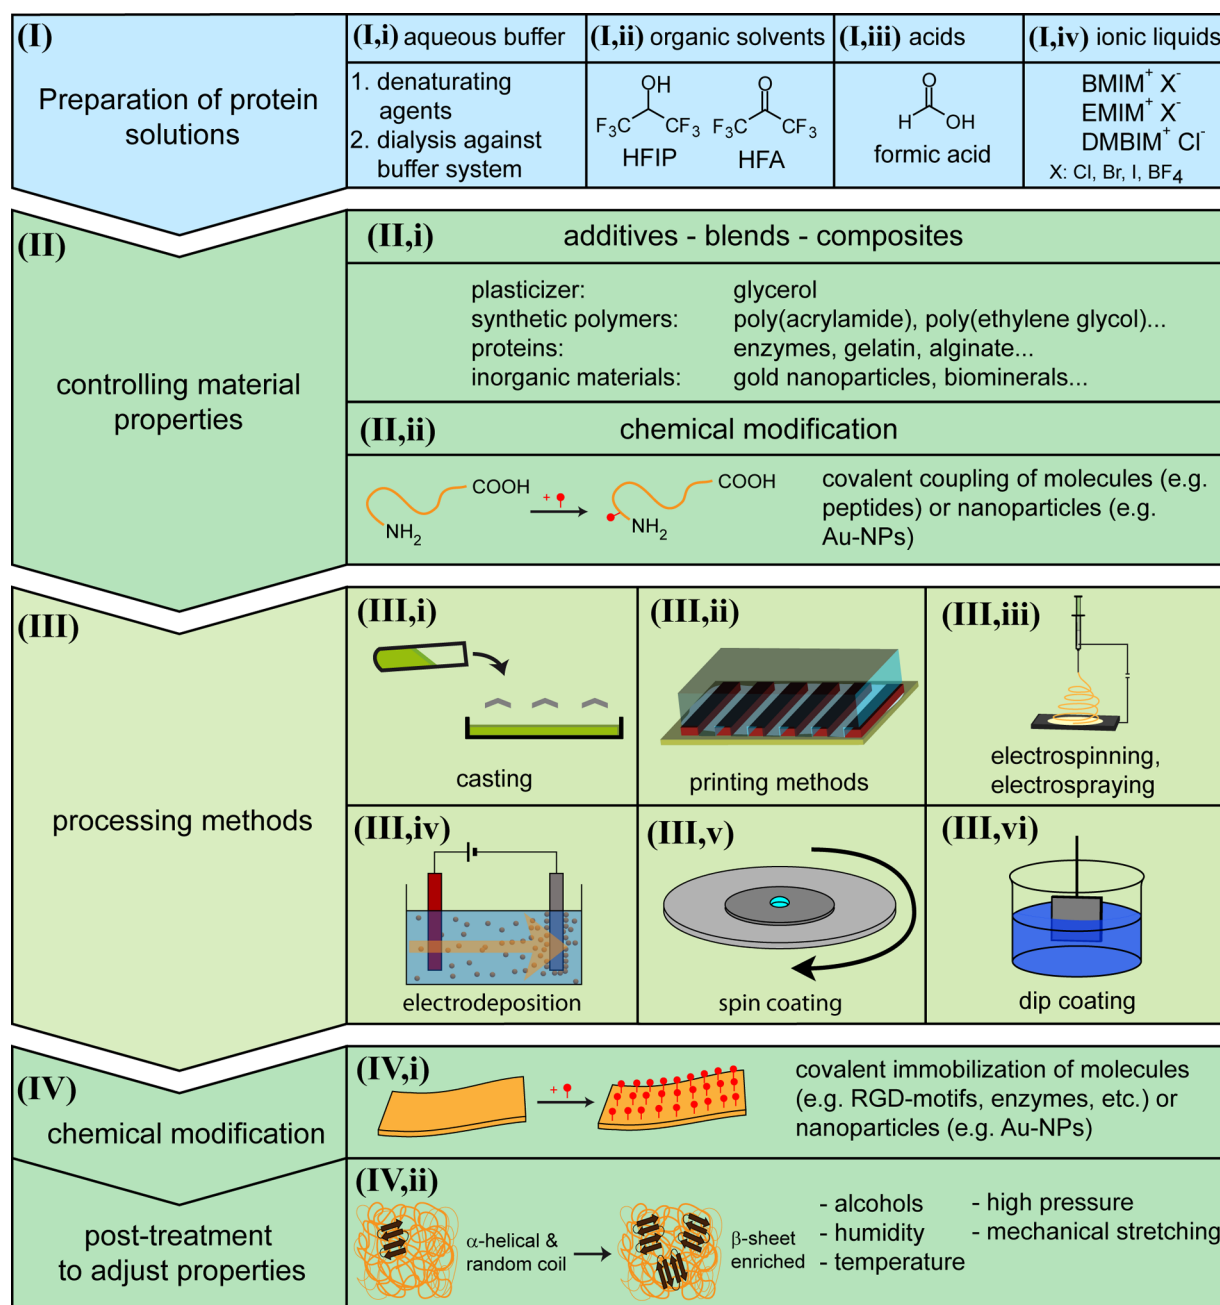 (I)
Preparation of protein
solutions
(I,i) aqueous buffer
1. denaturating
agents
2. dialysis against
buffer system
(I,ii) organic solvents
OH
F3C CF3
HFIP
O
F3C CF3
HFA
(I,iii) acids
O
H OH
formic acid
(I,iv) ionic liquids
BMIM+ X-
EMIM+ X-
DMBIM+ Cl-
X: Cl, Br, I, BF4
(II)
controlling material
properties
(II,i) additives - blends - composites
plasticizer: glycerol
synthetic polymers: poly(acrylamide), poly(ethylene glycol)...
proteins: enzymes, gelatin, alginate...
inorganic materials: gold nanoparticles, biominerals...
(II,ii) chemical modification
COOH
NH2
+
COOH
NH2
covalent coupling of molecules (e.g.
peptides) or nanoparticles (e.g.
Au-NPs)
(III)
processing methods
(III,i)
casting
(III,ii)
printing methods
(III,iii)
electrospinning,
electrospraying
(III,iv)
electrodeposition
(III,v)
spin coating
(III,vi)
dip coating
(IV)
chemical modification
(IV,i)
+
covalent immobilization of molecules
(e.g. RGD-motifs, enzymes, etc.) or
nanoparticles (e.g. Au-NPs)
post-treatment
to adjust properties
(IV,ii)
α-helical &
random coil
β-sheet
enriched
- alcohols
- humidity
- temperature
- high pressure
- mechanical stretching